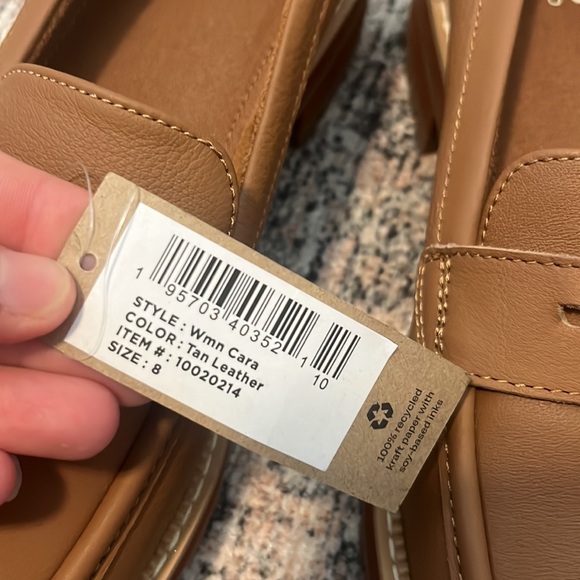 1 95703 40352 1 10
STYLE : Wmn Cara
COLOR : Tan Leather
ITEM # : 10020214
SIZE : 8
100% recycled
kraft paper with
soy-based inks